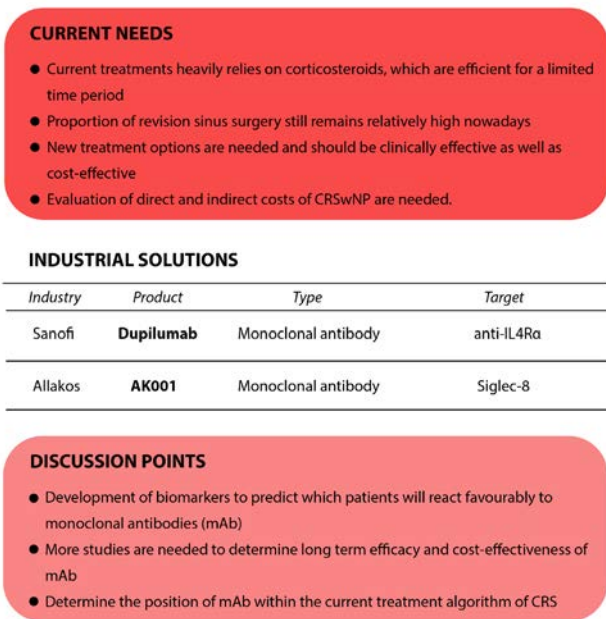 CURRENT NEEDS
● Current treatments heavily relies on corticosteroids, which are efficient for a limited
time period
● Proportion of revision sinus surgery still remains relatively high nowadays
● New treatment options are needed and should be clinically effective as well as
cost-effective
● Evaluation of direct and indirect costs of CRSwNP are needed.
INDUSTRIAL SOLUTIONS
Industry Product Type Target
Sanofi Dupilumab Monoclonal antibody anti-IL4Rα
Allakos AK001 Monoclonal antibody Siglec-8
DISCUSSION POINTS
● Development of biomarkers to predict which patients will react favourably to
monoclonal antibodies (mAb)
● More studies are needed to determine long term efficacy and cost-effectiveness of
mAb
● Determine the position of mAb within the current treatment algorithm of CRS